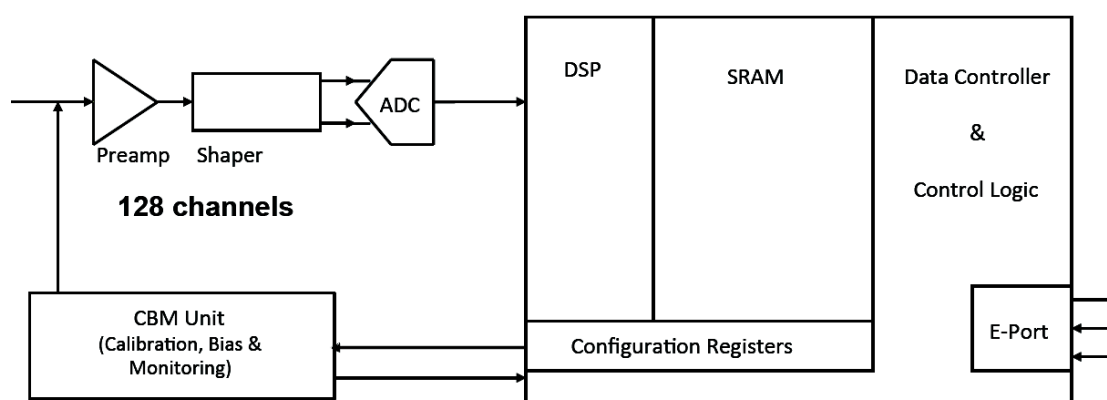 DSP
SRAM
Data Controller
&
Control Logic
ADC
Preamp
Shaper
128 channels
CBM Unit
(Calibration, Bias &
Monitoring)
Configuration Registers
E-Port